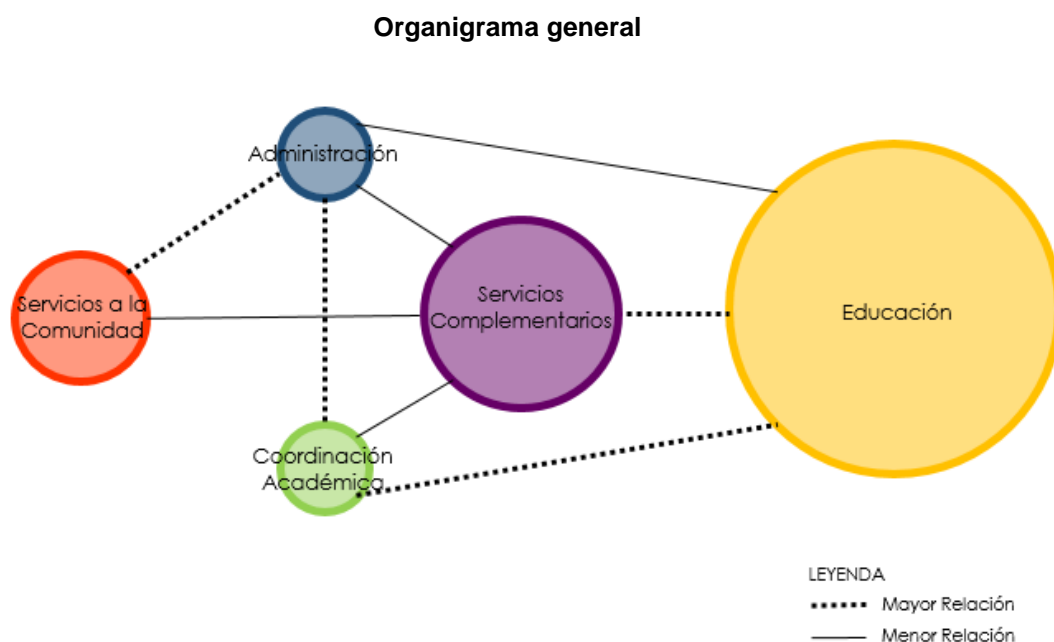 Organigrama general
Administración
Servicios a la
Comunidad
Servicios
Complementarios
Educación
Coordinación
Académica
LEYENDA
Mayor Relación
Menor Relación